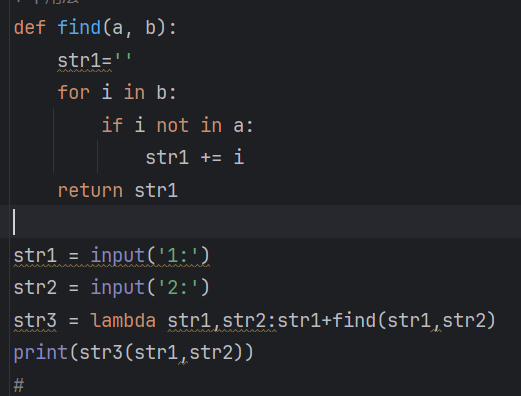 def find(a, b):
    str1=''
    for i in b:
        if i not in a:
            str1 += i
    return str1
str1 = input('1:')
str2 = input('2:')
str3 = lambda str1,str2:str1+find(str1,str2)
print(str3(str1,str2))
#